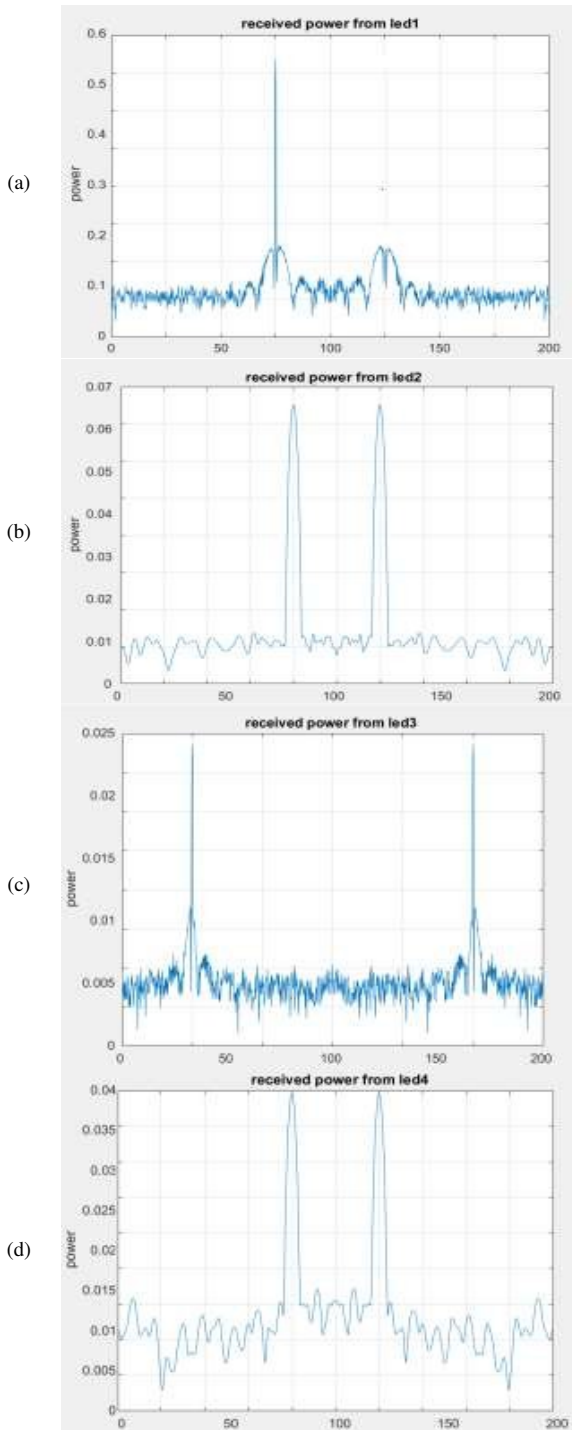 (a)
received power from led1
power
0.6
0.5
0.4
0.3
0.2
0.1
0
0 50 100 150 200
(b)
received power from led2
power
0.07
0.06
0.05
0.04
0.03
0.02
0.01
0
0 50 100 150 200
(c)
received power from led3
power
0.025
0.02
0.015
0.01
0.005
0
0 50 100 150 200
(d)
received power from led4
power
0.04
0.035
0.03
0.025
0.02
0.015
0.01
0.005
0
0 50 100 150 200